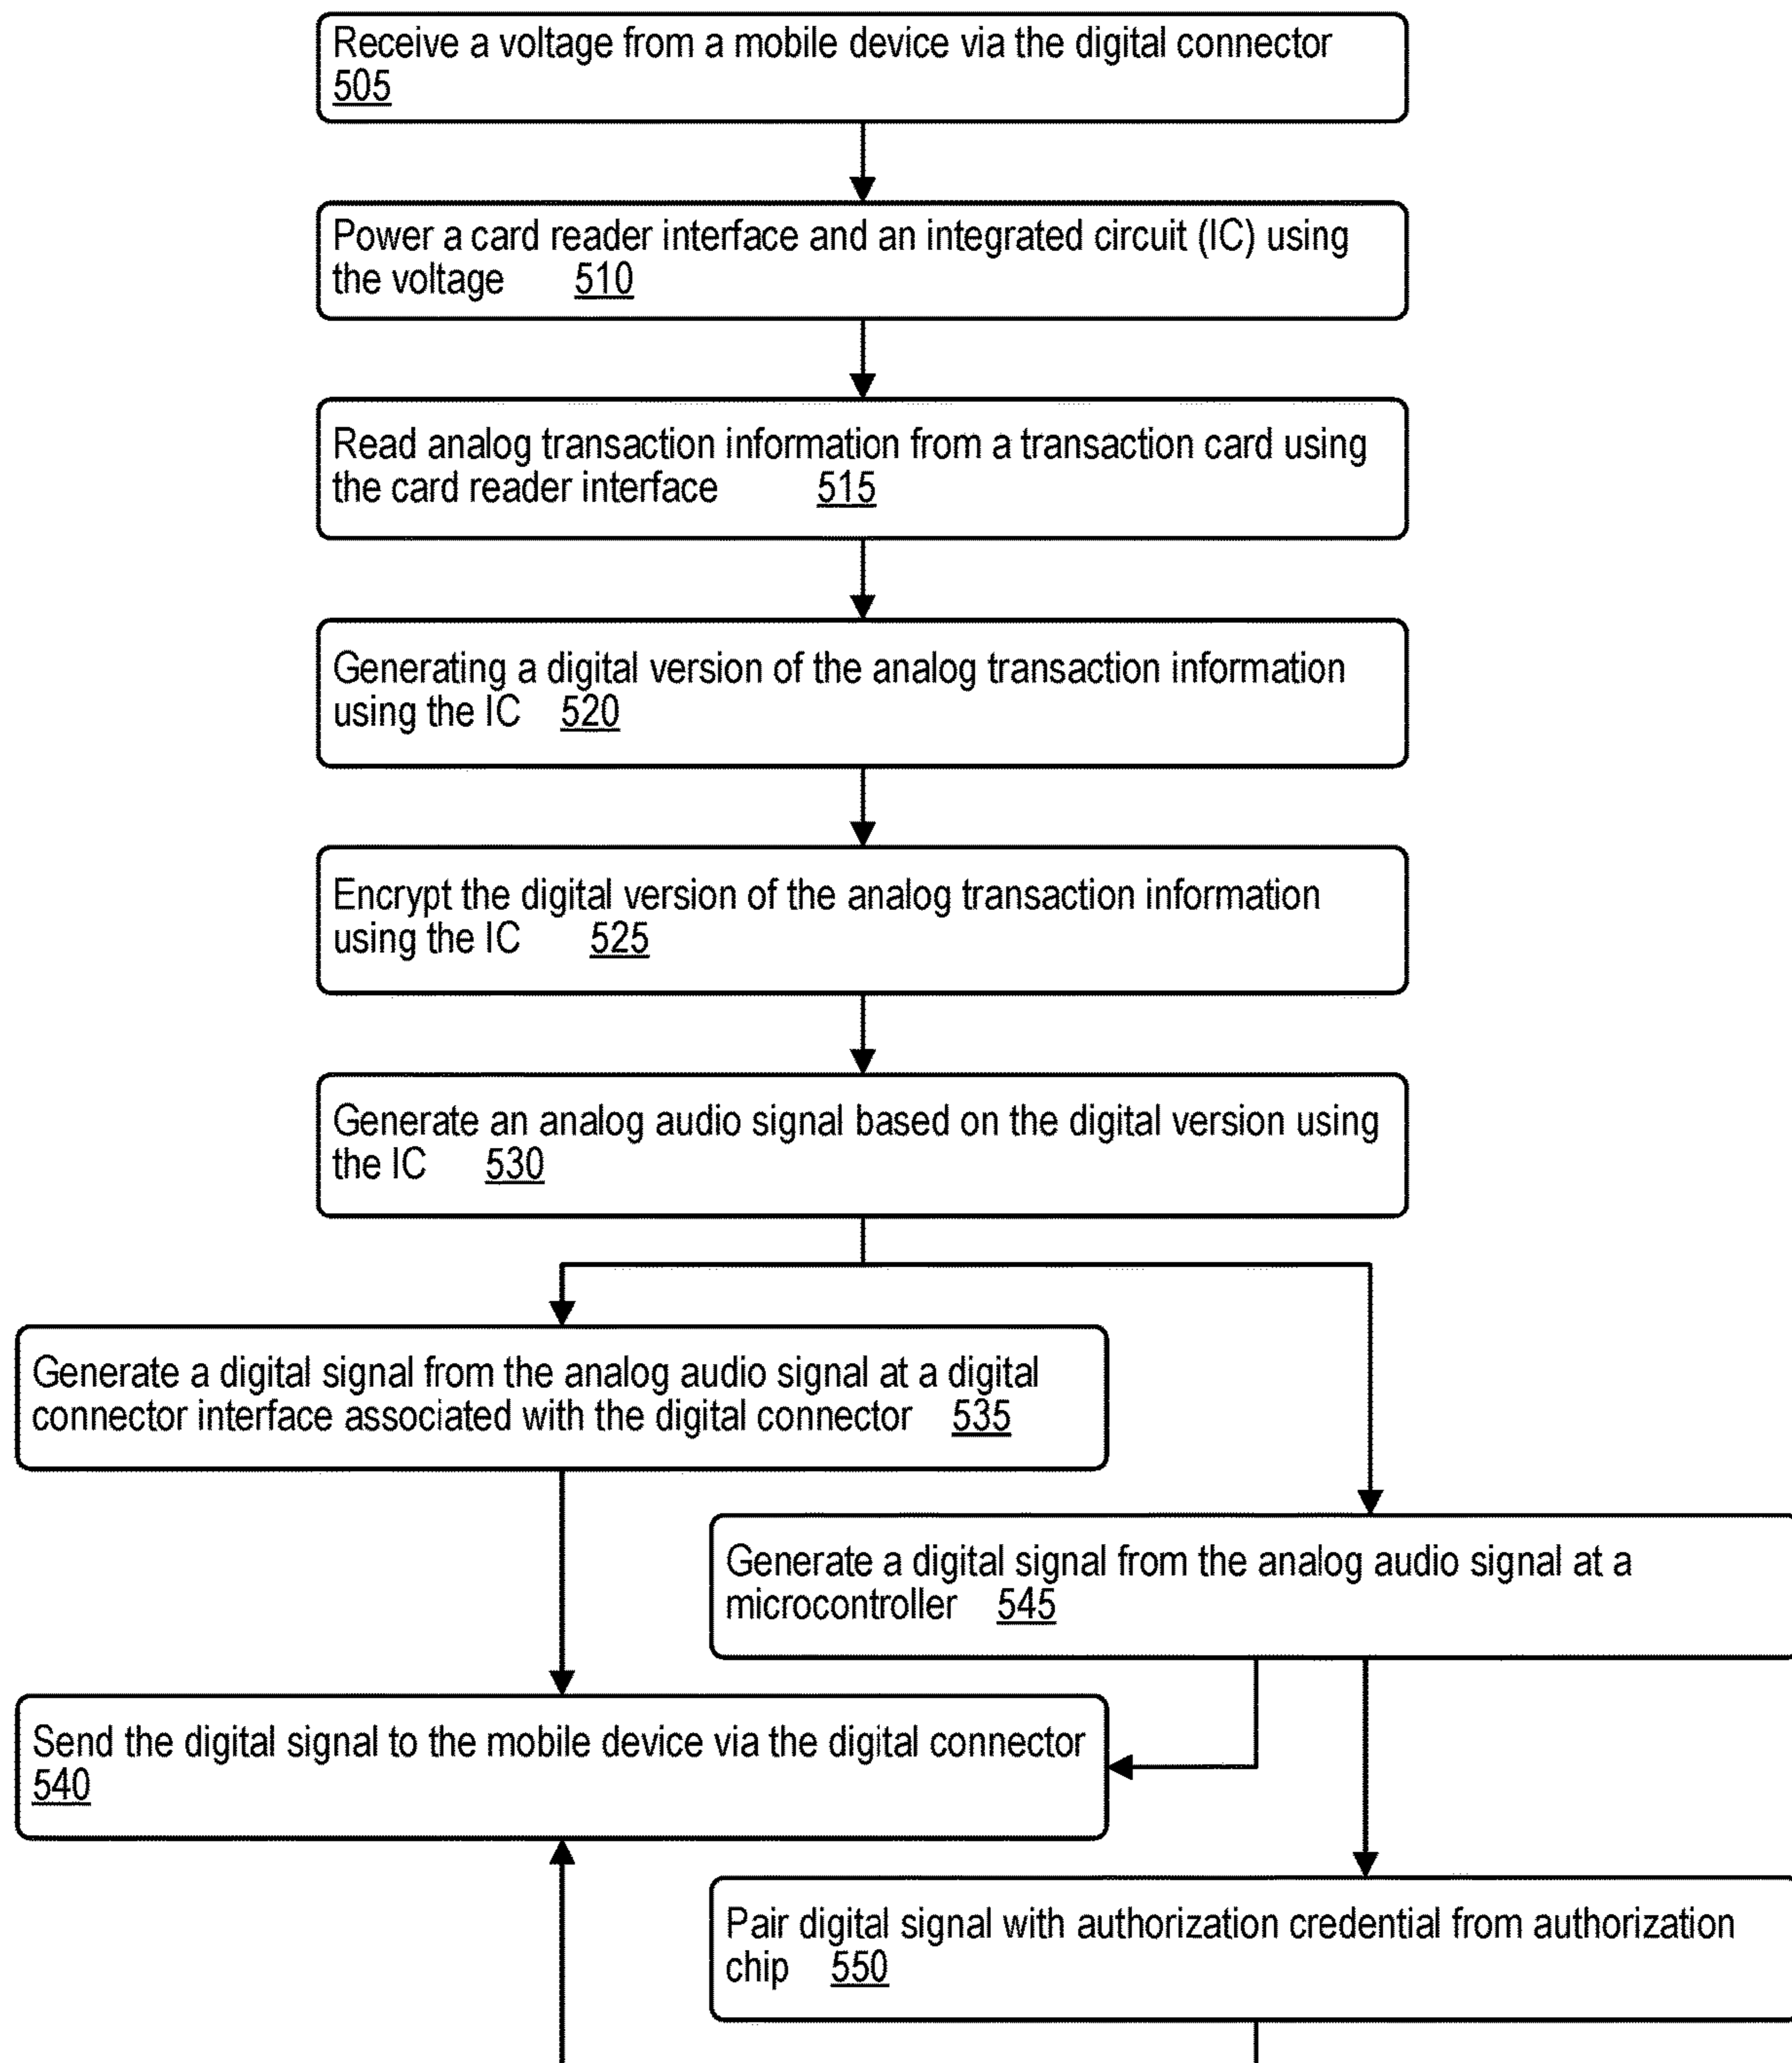 Receive a voltage from a mobile device via the digital connector
505
Power a card reader interface and an integrated circuit (IC) using
the voltage 510
Read analog transaction information from a transaction card using
the card reader interface 515
Generating a digital version of the analog transaction information
using the IC 520
Encrypt the digital version of the analog transaction information
using the IC 525
Generate an analog audio signal based on the digital version using
the IC 530
Generate a digital signal from the analog audio signal at a digital
connector interface associated with the digital connector 535
Generate a digital signal from the analog audio signal at a
microcontroller 545
Send the digital signal to the mobile device via the digital connector
540
Pair digital signal with authorization credential from authorization
chip 550